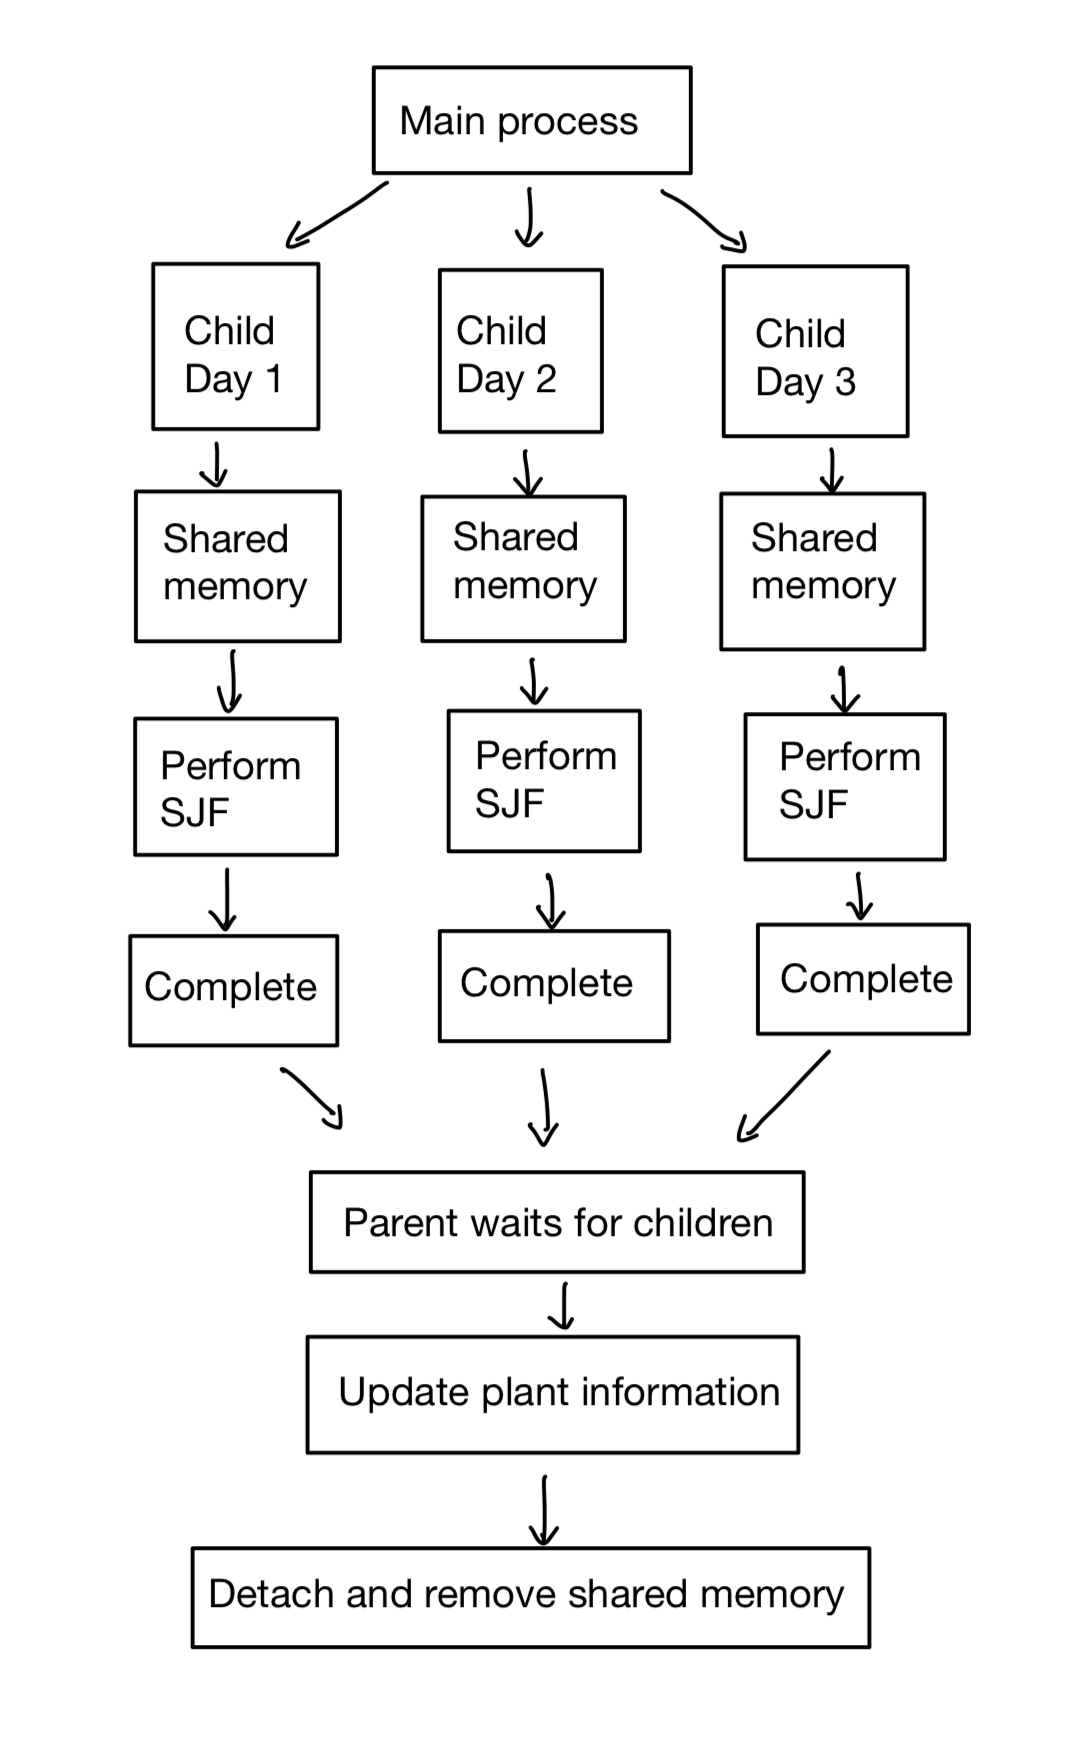 Main process
Child
Day 1
Child
Day 2
Child
Day 3
Shared
memory
Shared
memory
Shared
memory
Perform
SJF
Perform
SJF
Perform
SJF
Complete
Complete
Complete
Parent waits for children
Update plant information
Detach and remove shared memory